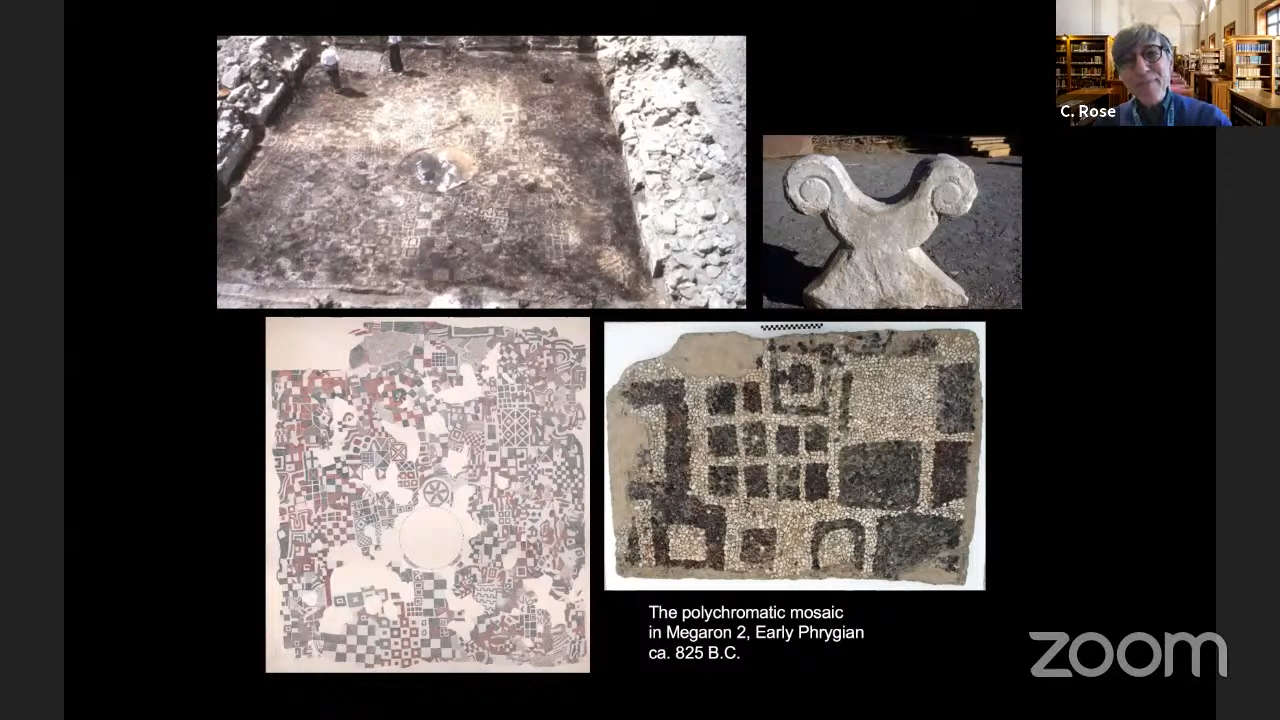 C. Rose
The polychromatic mosaic
in Megaron 2, Early Phrygian
ca. 825 B.C.
zoom